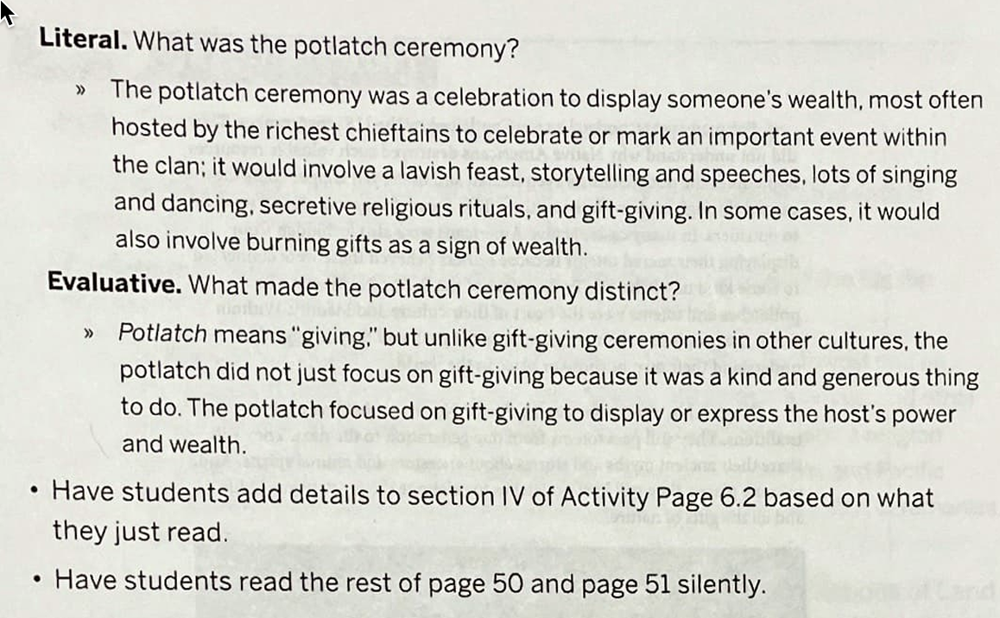 Literal. What was the potlatch ceremony?
» The potlatch ceremony was a celebration to display someone's wealth, most often
hosted by the richest chieftains to celebrate or mark an important event within
the clan; it would involve a lavish feast, storytelling and speeches, lots of singing
and dancing, secretive religious rituals, and gift-giving. In some cases, it would
also involve burning gifts as a sign of wealth.
Evaluative. What made the potlatch ceremony distinct?
» Potlatch means “giving,” but unlike gift-giving ceremonies in other cultures, the
potlatch did not just focus on gift-giving because it was a kind and generous thing
to do. The potlatch focused on gift-giving to display or express the host's power
and wealth.
• Have students add details to section IV of Activity Page 6.2 based on what
they just read.
• Have students read the rest of page 50 and page 51 silently.